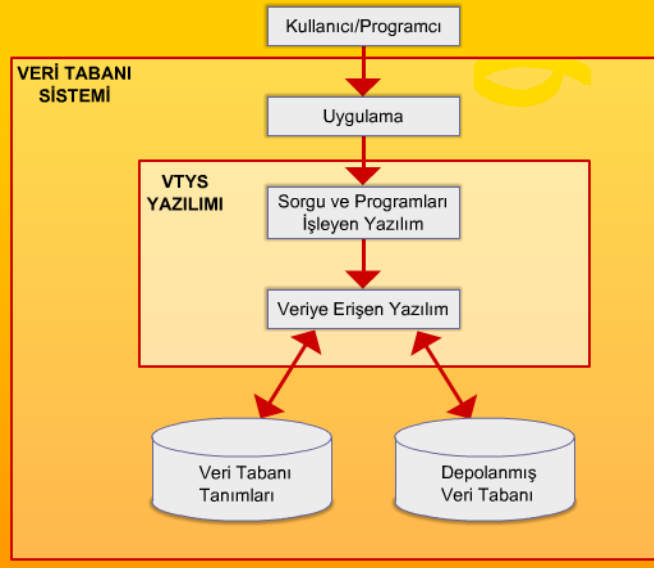 Kullanıcı/Programcı
VERİ TABANI
SİSTEMİ
Uygulama
VTYS
YAZILIMI
Sorgu ve Programları
İşleyen Yazılım
Veriye Erişen Yazılım
Veri Tabanı
Tanımları
Depolanmış
Veri Tabanı